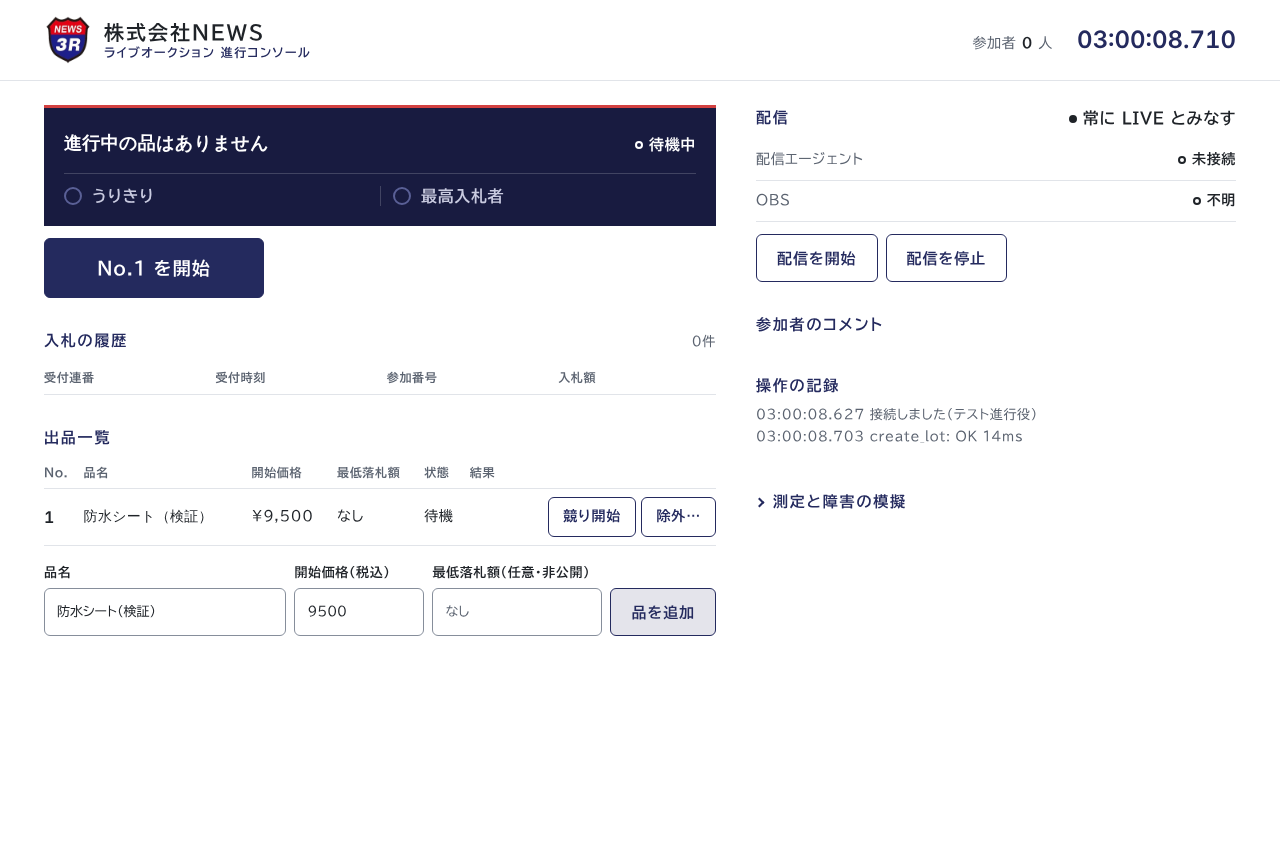 NEWS
3R
株式会社NEWS
ライブオークション 進行コンソール
参加者 0 人
03:00:08.710
進行中の品はありません
待機中
うりきり
最高入札者
No.1 を開始
入札の履歴
0件
受付連番 受付時刻 参加番号 入札額
出品一覧
No. 品名 開始価格 最低落札額 状態 結果
1 防水シート（検証） ¥9,500 なし 待機 競り開始 除外…
品名 開始価格（税込） 最低落札額（任意・非公開）
防水シート（検証） 9500 なし 品を追加
配信
常に LIVE とみなす
配信エージェント 未接続
OBS 不明
配信を開始 配信を停止
参加者のコメント
操作の記録
03:00:08.627 接続しました（テスト進行役）
03:00:08.703 create_lot: OK 14ms
測定と障害の模擬